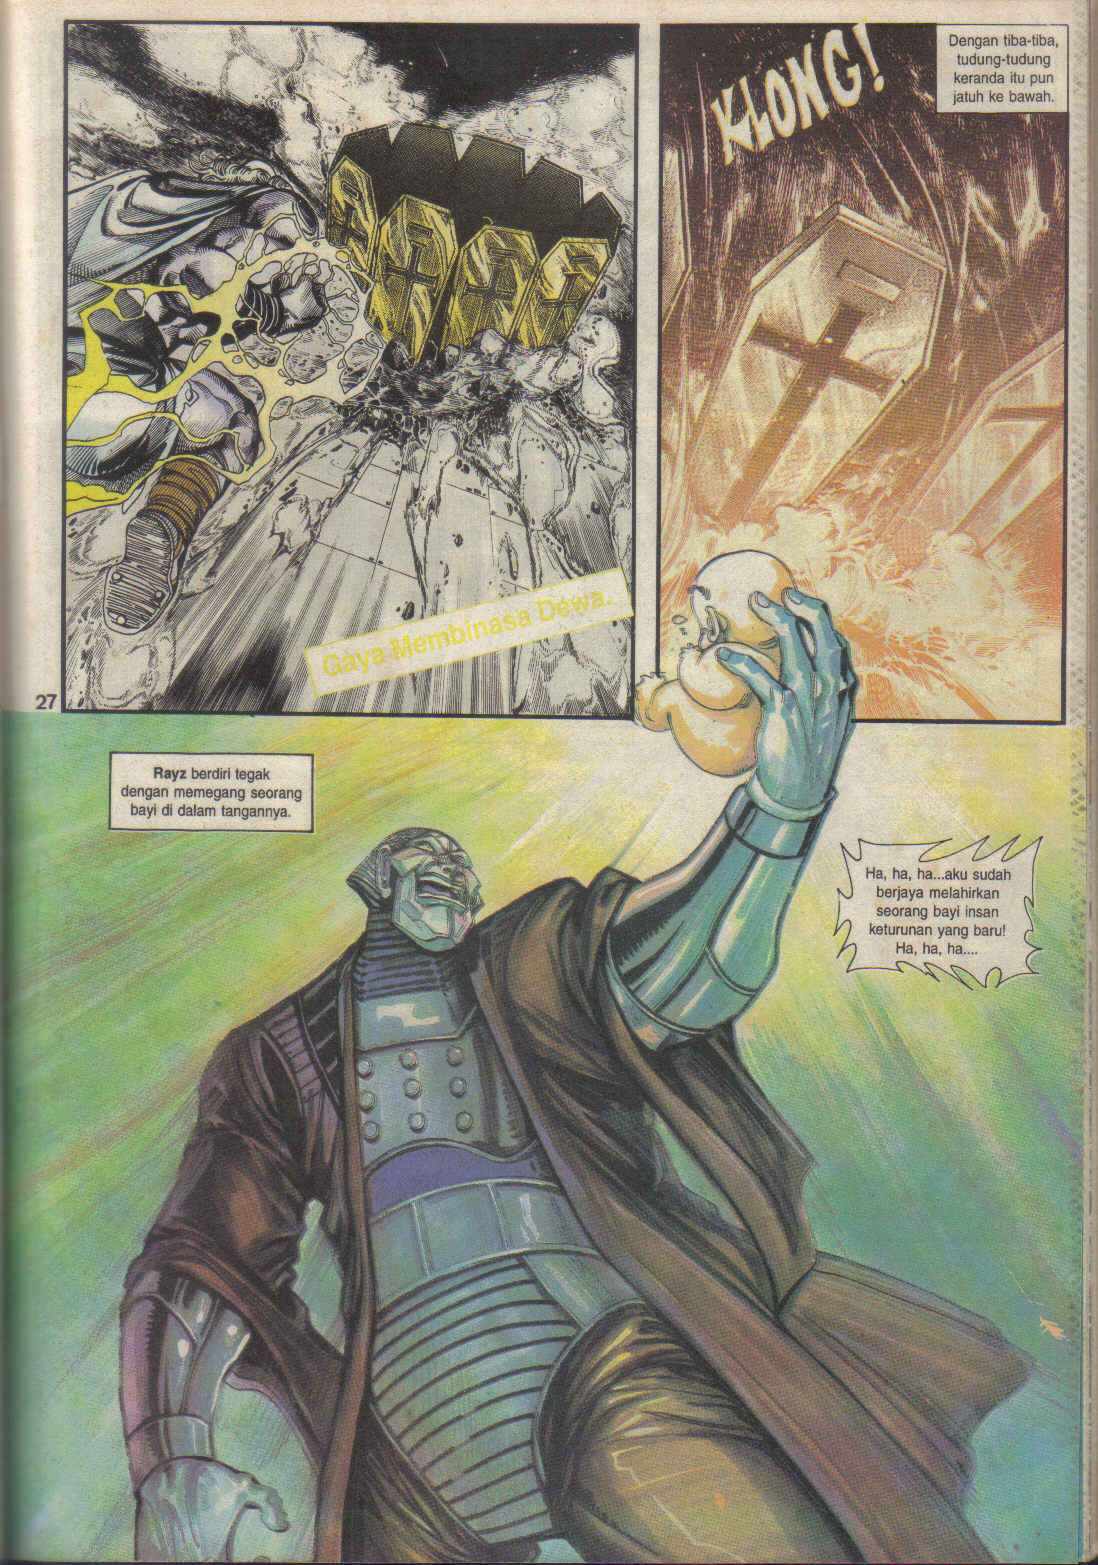 Gaya Membinasa Dewa.
KLONG!
Dengan tiba-tiba,
tudung-tudung
keranda itu pun
jatuh ke bawah.
27
Rayz berdiri tegak
dengan memegang seorang
bayi di dalam tangannya.
Ha, ha, ha...aku sudah
berjaya melahirkan
seorang bayi insan
keturunan yang baru!
Ha, ha, ha....